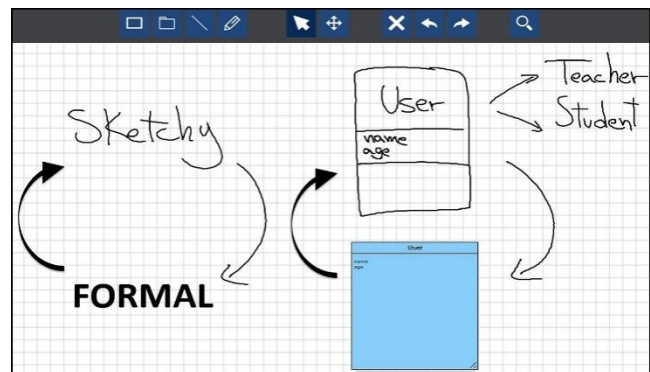 Sketchy
FORMAL
User
name
age
Teacher
Student
User
name
age